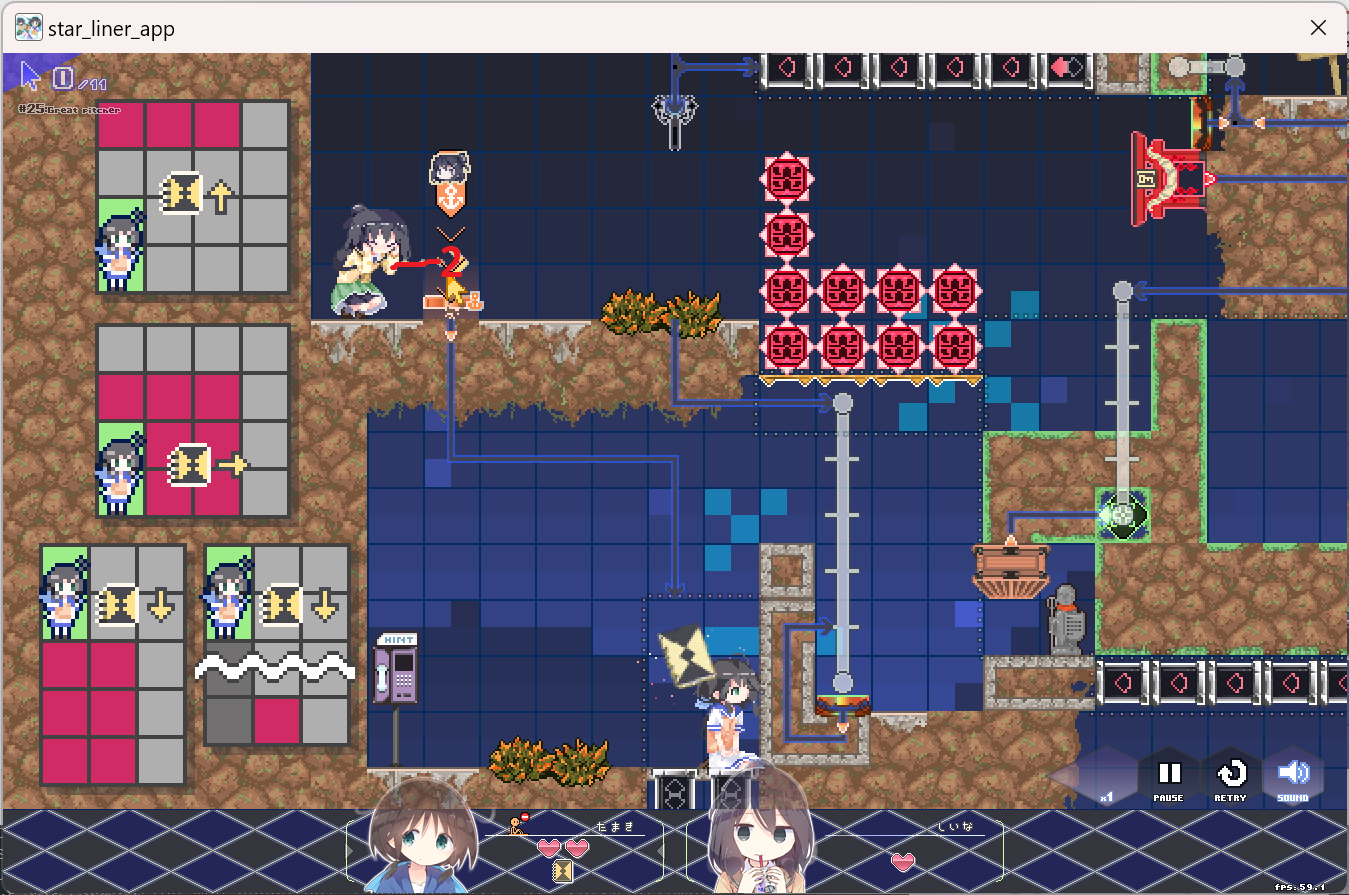 star_liner_app
0/11
#25:Great pitcher
2
HINT
x1
PAUSE
RETRY
SOUND
たまき
しいな
fps:59.1